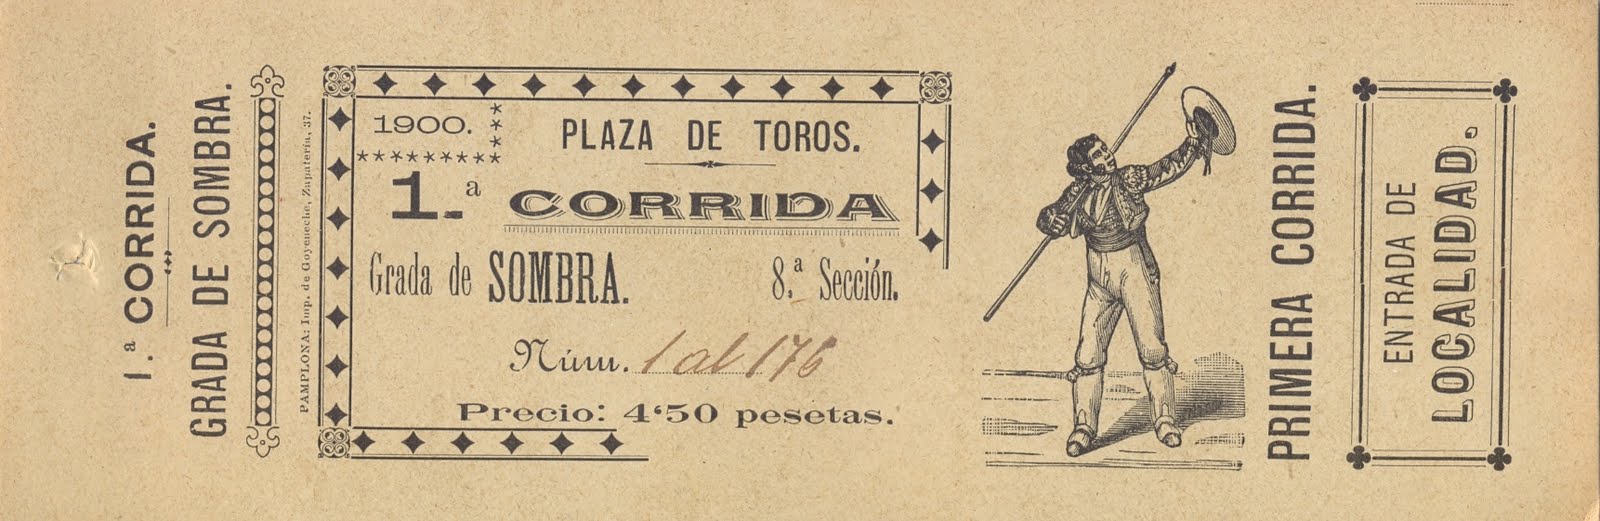 1.ª CORRIDA.
GRADA DE SOMBRA.
PAMPLONA: Imp. de Goyeneche, Zapatería, 37.
1900.
PLAZA DE TOROS.
1.ª CORRIDA
Grada de SOMBRA. 8.ª Sección.
Núm. 1 al 176
Precio: 4'50 pesetas.
PRIMERA CORRIDA.
ENTRADA DE
LOCALIDAD.